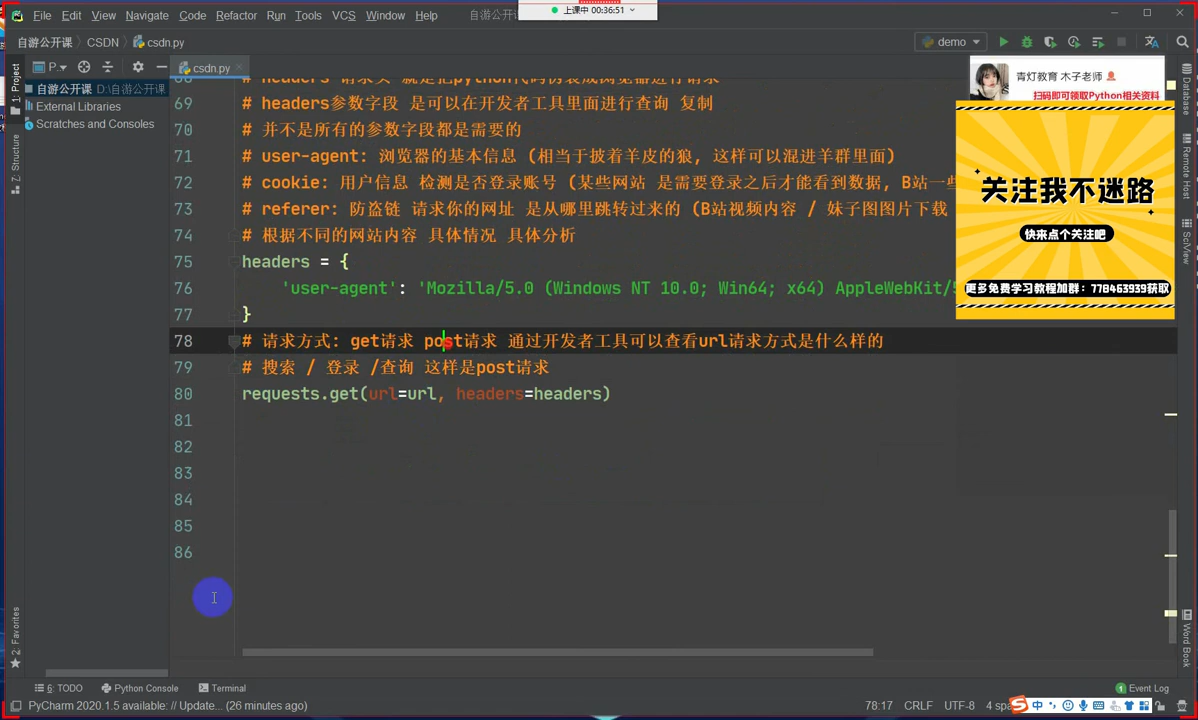 File Edit View Navigate Code Refactor Run Tools VCS Window Help 自游公开课
上课中 00:36:51
自游公开课 CSDN csdn.py
demo
1: Project
P..
csdn.py
自游公开课 D:\自游公开课
External Libraries
Scratches and Consoles
Z: Structure
2: Favorites
69 # headers参数字段 是可以在开发者工具里面进行查询 复制
70 # 并不是所有的参数字段都是需要的
71 # user-agent: 浏览器的基本信息 (相当于披着羊皮的狼, 这样可以混进羊群里面)
72 # cookie: 用户信息 检测是否登录账号 (某些网站 是需要登录之后才能看到数据, B站一些
73 # referer: 防盗链 请求你的网址 是从哪里跳转过来的 (B站视频内容 / 妹子图图片下载
74 # 根据不同的网站内容 具体情况 具体分析
75 headers = {
76 'user-agent': 'Mozilla/5.0 (Windows NT 10.0; Win64; x64) AppleWebKit/5
77 }
78 # 请求方式: get请求 post请求 通过开发者工具可以查看url请求方式是什么样的
79 # 搜索 / 登录 /查询 这样是post请求
80 requests.get(url=url, headers=headers)
81
82
83
84
85
86
青灯教育 木子老师
扫码即可领取Python相关资料
关注我不迷路
快来点个关注吧
更多免费学习教程加群：778463939获取
Database
Remote Host
SciView
Word Book
6: TODO Python Console Terminal
1 Event Log
PyCharm 2020.1.5 available: // Update... (26 minutes ago)
78:17 CRLF UTF-8 4 spa
中